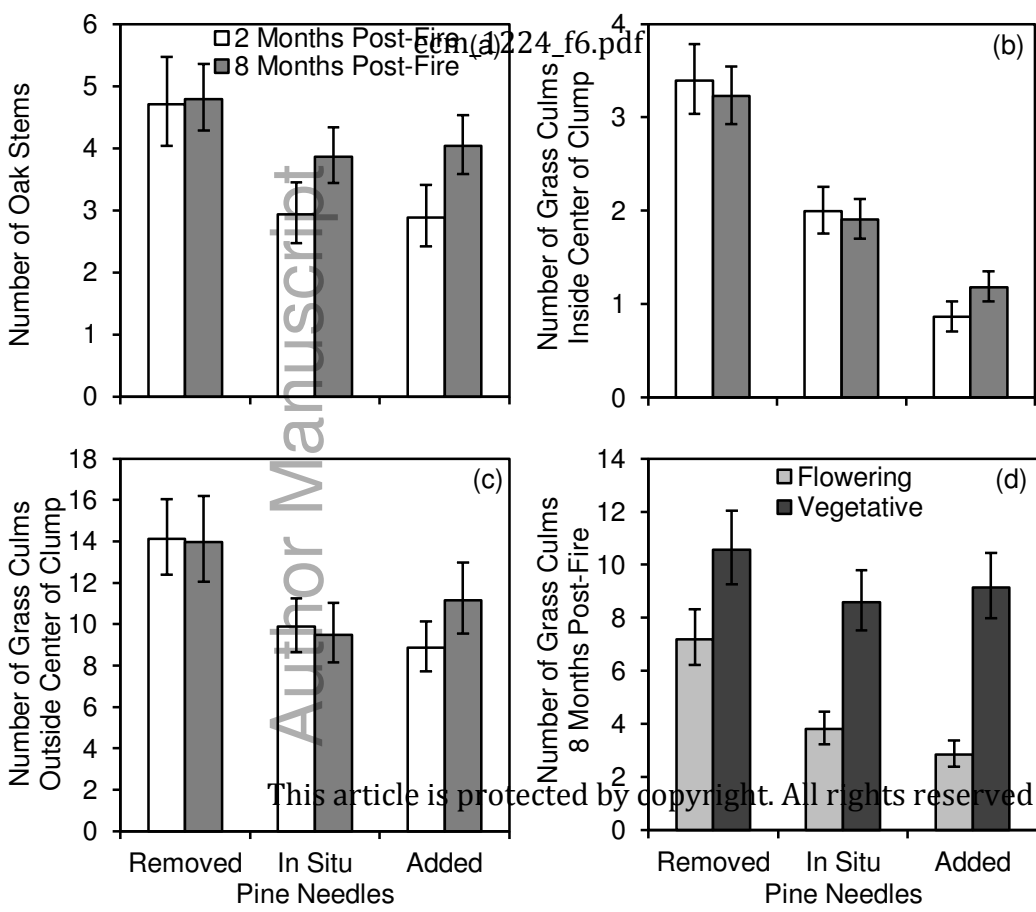 ecm_1224_f6.pdf
(a)
2 Months Post-Fire
8 Months Post-Fire
Number of Oak Stems
6
5
4
3
2
1
0
(b)
Number of Grass Culms
Inside Center of Clump
4
3
2
1
0
(c)
Number of Grass Culms
Outside Center of Clump
18
16
14
12
10
8
6
4
2
0
Removed In Situ Added
Pine Needles
(d)
Flowering
Vegetative
Number of Grass Culms
8 Months Post-Fire
14
12
10
8
6
4
2
0
Removed In Situ Added
Pine Needles
Author Manuscript
This article is protected by copyright. All rights reserved